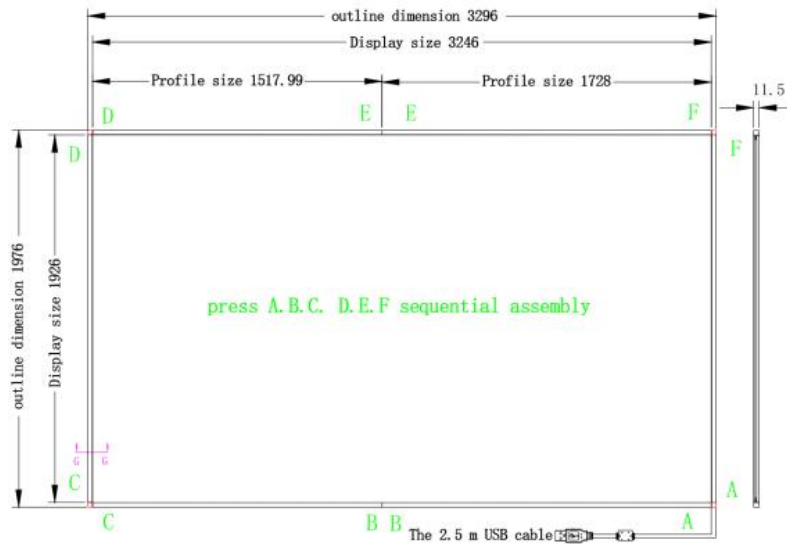 outline dimension 3296
Display size 3246
Profile size 1517.99
Profile size 1728
11.5
D
E
E
F
D
F
outline dimension 1976
Display size 1926
press A.B.C. D.E.F sequential assembly
G
G
C
A
C
B
B
A
The 2.5 m USB cable